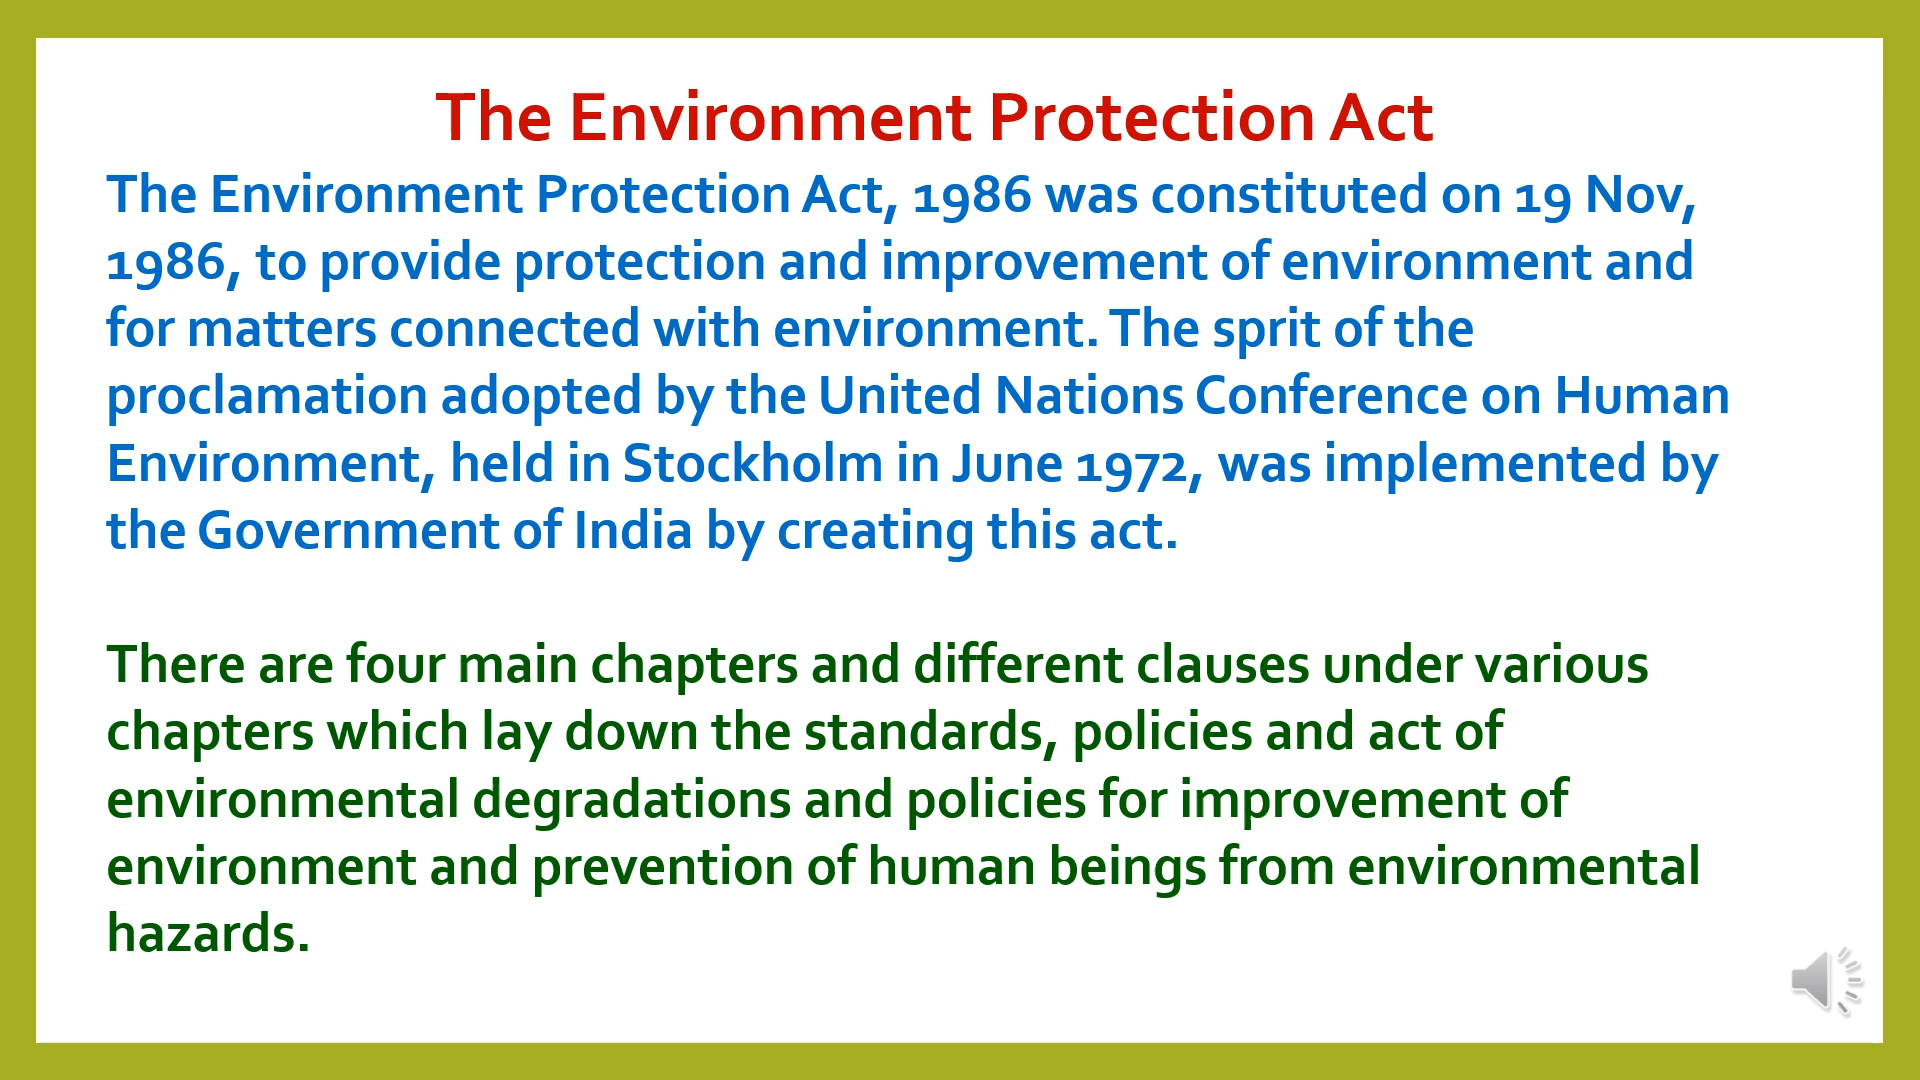 The Environment Protection Act
The Environment Protection Act, 1986 was constituted on 19 Nov,
1986, to provide protection and improvement of environment and
for matters connected with environment. The sprit of the
proclamation adopted by the United Nations Conference on Human
Environment, held in Stockholm in June 1972, was implemented by
the Government of India by creating this act.
There are four main chapters and different clauses under various
chapters which lay down the standards, policies and act of
environmental degradations and policies for improvement of
environment and prevention of human beings from environmental
hazards.